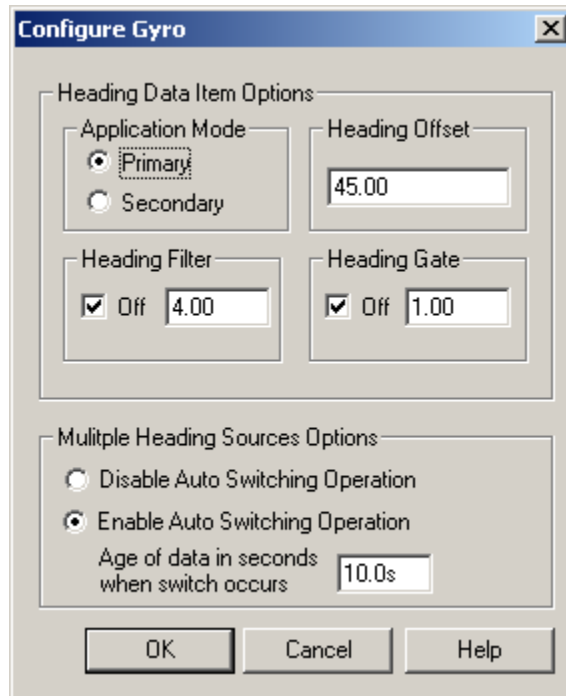 Configure Gyro
Heading Data Item Options
Application Mode
Primary
Secondary
Heading Offset
45.00
Heading Filter
Off 4.00
Heading Gate
Off 1.00
Mulitple Heading Sources Options
Disable Auto Switching Operation
Enable Auto Switching Operation
Age of data in seconds
when switch occurs
10.0s
OK Cancel Help